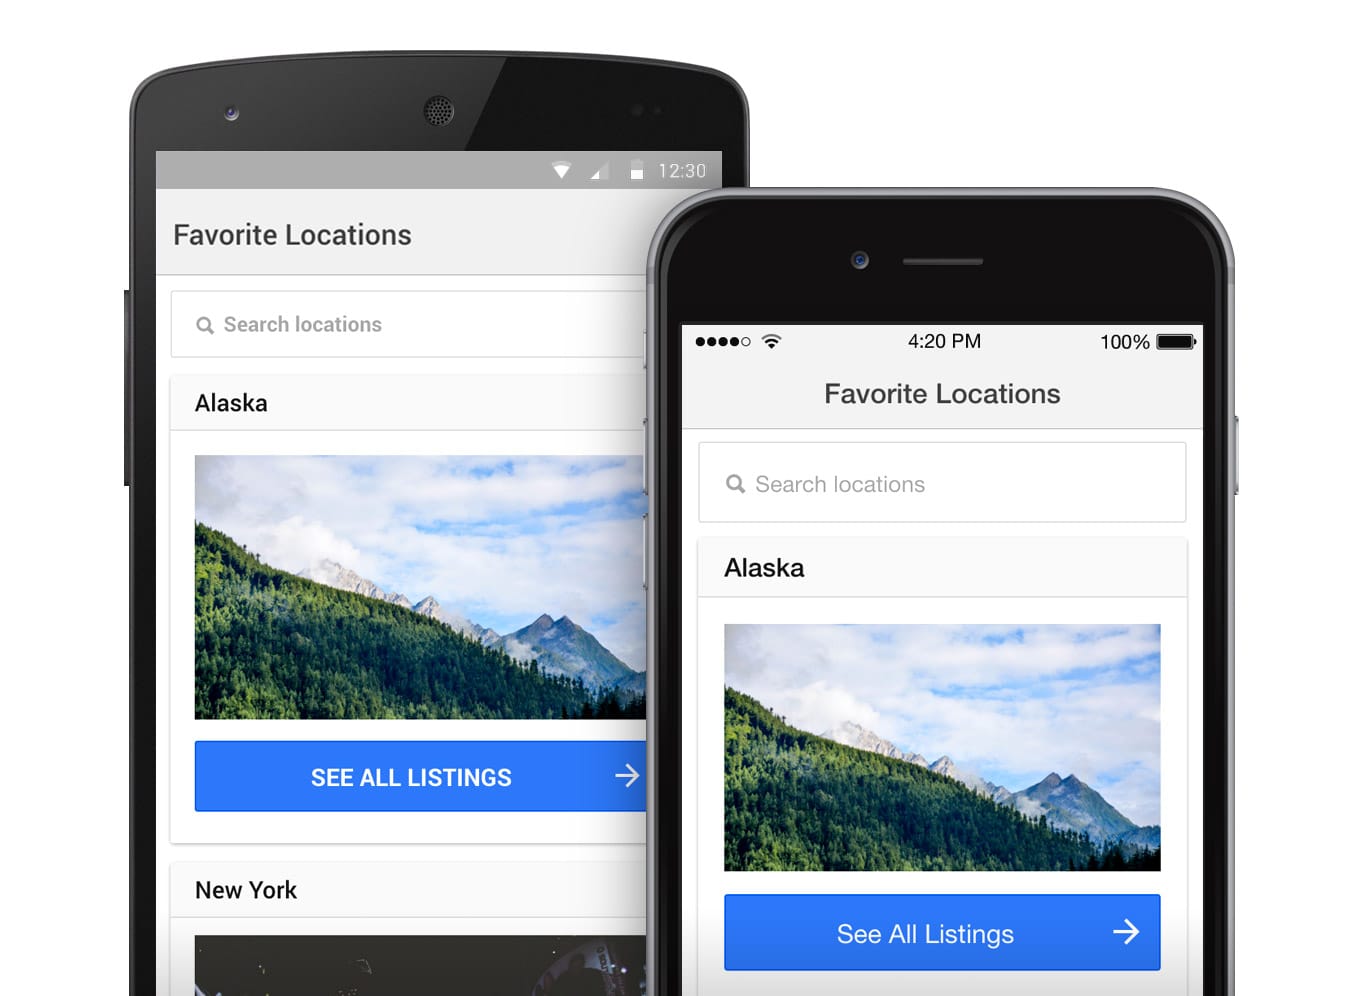 12:30
Favorite Locations
Search locations
Alaska
SEE ALL LISTINGS
New York
4:20 PM
100%
Favorite Locations
Search locations
Alaska
See All Listings